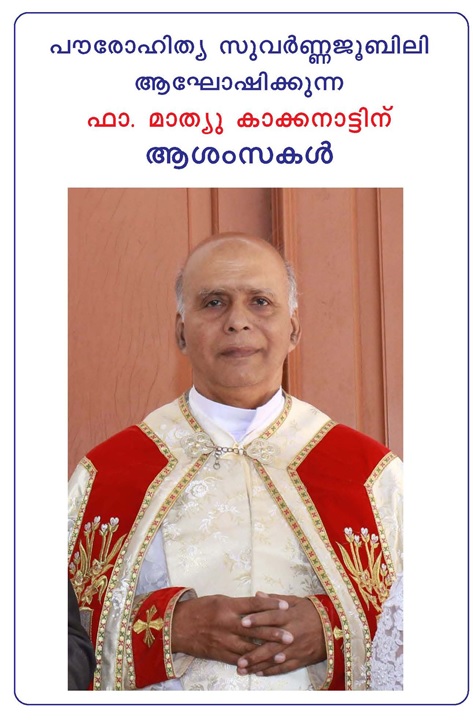 പൗരോഹിത്യ സുവർണ്ണജൂബിലി
ആഘോഷിക്കുന്ന
ഫാ. മാത്യു കാക്കനാട്ടിന്
ആശംസകൾ